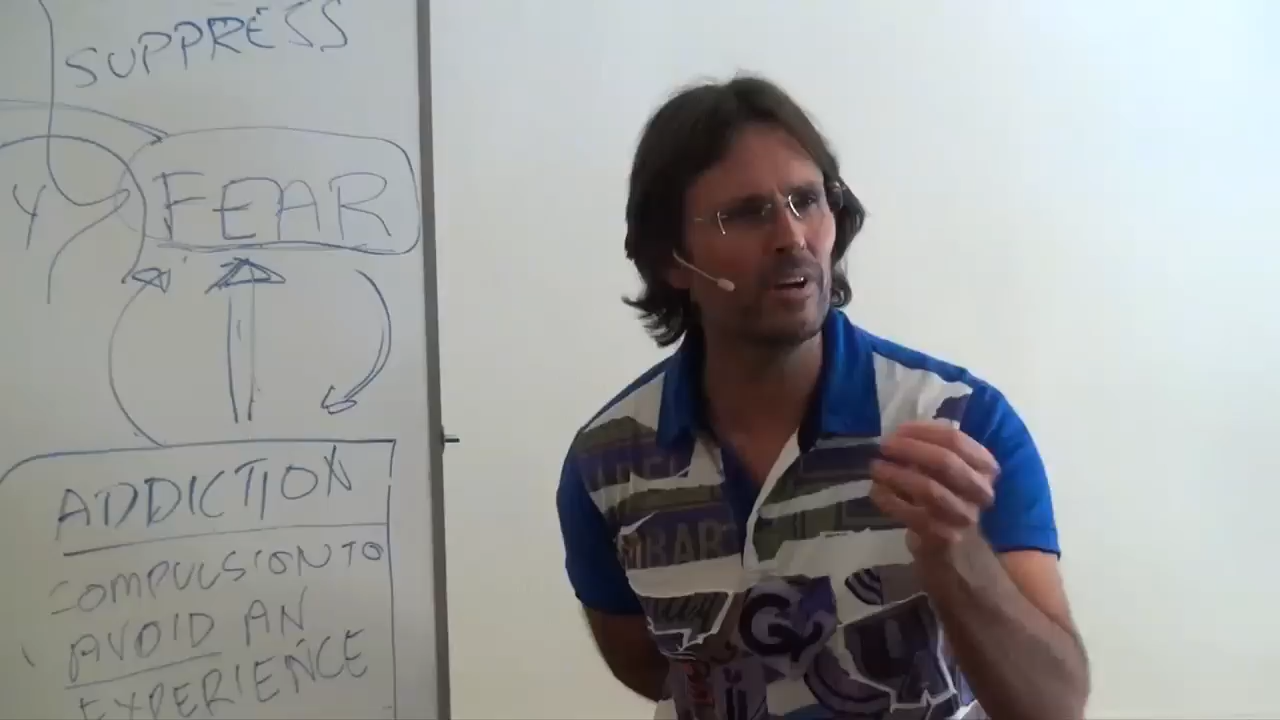 SUPPRESS
Y FEAR
ADDICTION
COMPULSION TO
AVOID AN
EXPERIENCE